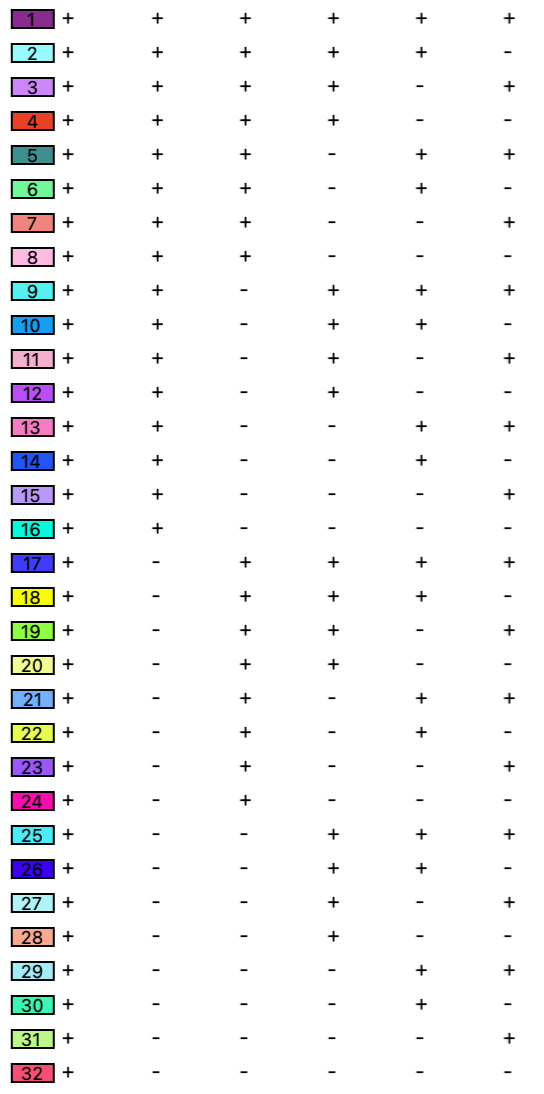 1 + + + + + +
2 + + + + + -
3 + + + + - +
4 + + + + - -
5 + + + - + +
6 + + + - + -
7 + + + - - +
8 + + + - - -
9 + + - + + +
10 + + - + + -
11 + + - + - +
12 + + - + - -
13 + + - - + +
14 + + - - + -
15 + + - - - +
16 + + - - - -
17 + - + + + +
18 + - + + + -
19 + - + + - +
20 + - + + - -
21 + - + - + +
22 + - + - + -
23 + - + - - +
24 + - + - - -
25 + - - + + +
26 + - - + + -
27 + - - + - +
28 + - - + - -
29 + - - - + +
30 + - - - + -
31 + - - - - +
32 + - - - - -